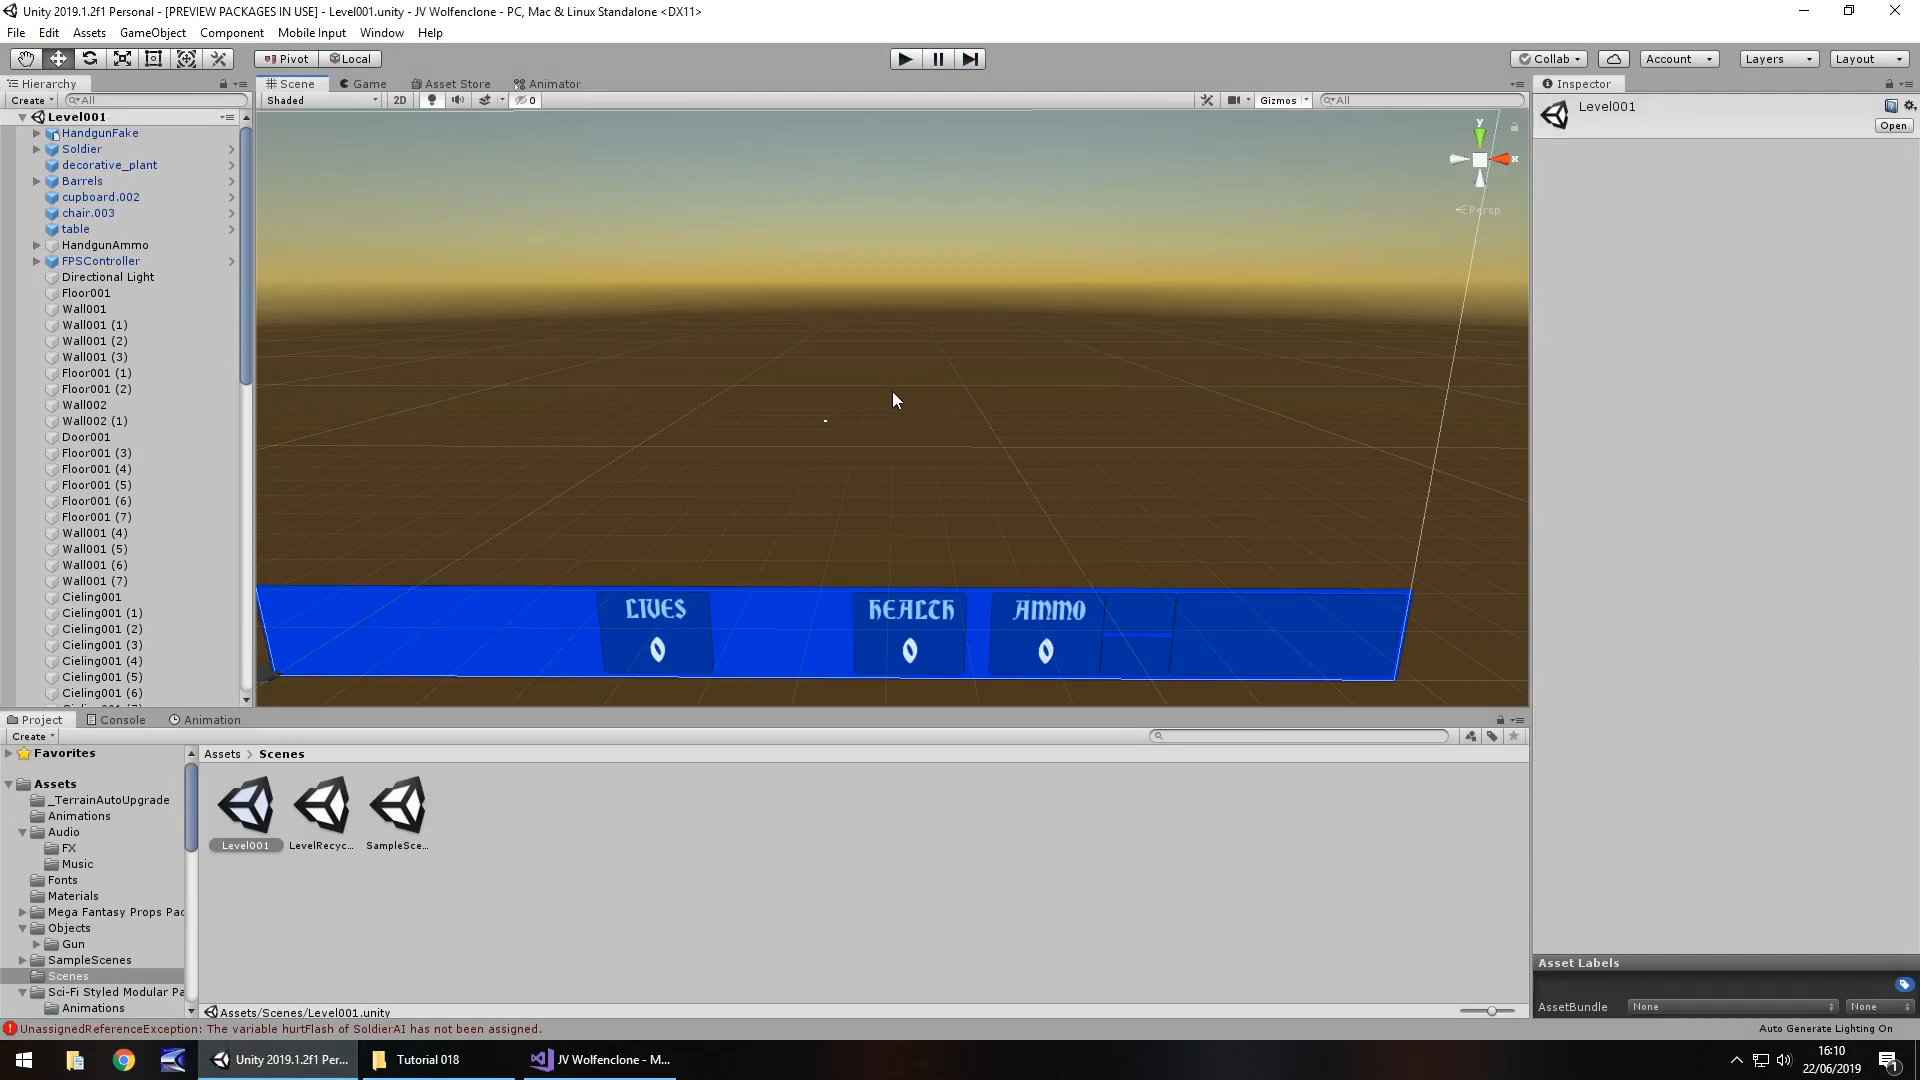 Unity 2019.1.2f1 Personal - [PREVIEW PACKAGES IN USE] - Level001.unity - JV Wolfenclone - PC, Mac & Linux Standalone <DX11>
File Edit Assets GameObject Component Mobile Input Window Help
Pivot Local Collab Account Layers Layout
Hierarchy Scene Game Asset Store Animator Inspector
Create All Shaded 2D 0 Gizmos All
Level001
Open
Level001
HandgunFake
Soldier
decorative_plant
Barrels
cupboard.002
chair.003
table
HandgunAmmo
FPSController
Directional Light
Floor001
Wall001
Wall001 (1)
Wall001 (2)
Wall001 (3)
Floor001 (1)
Floor001 (2)
Wall002
Wall002 (1)
Door001
Floor001 (3)
Floor001 (4)
Floor001 (5)
Floor001 (6)
Floor001 (7)
Wall001 (4)
Wall001 (5)
Wall001 (6)
Wall001 (7)
Cieling001
Cieling001 (1)
Cieling001 (2)
Cieling001 (3)
Cieling001 (4)
Cieling001 (5)
Cieling001 (6)
y
x
Persp
LIVES HEALTH AMMO
0 0 0
Project Console Animation
Create
Favorites
Assets
_TerrainAutoUpgrade
Animations
Audio
FX
Music
Fonts
Materials
Mega Fantasy Props Pac
Objects
Gun
SampleScenes
Scenes
Sci-Fi Styled Modular Pa
Animations
Assets > Scenes
Level001 LevelRecyc... SampleSce...
Assets/Scenes/Level001.unity
Asset Labels
AssetBundle None None
UnassignedReferenceException: The variable hurtFlash of SoldierAI has not been assigned.
Auto Generate Lighting On
Unity 2019.1.2f1 Per... Tutorial 018 JV Wolfenclone - M...
16:10
22/06/2019
1